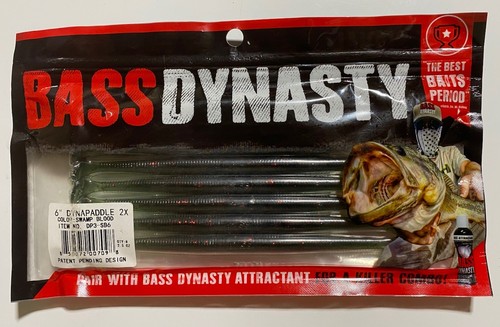 BASS DYNASTY
THE BEST
BAITS
PERIOD
6" DYNAPADDLE 2X
COLOR-SWAMP BLOOD
ITEM NO. DP3-SB6
PATENT PENDING DESIGN
PAIR WITH BASS DYNASTY ATTRACTANT FOR A KILLER COMBO!